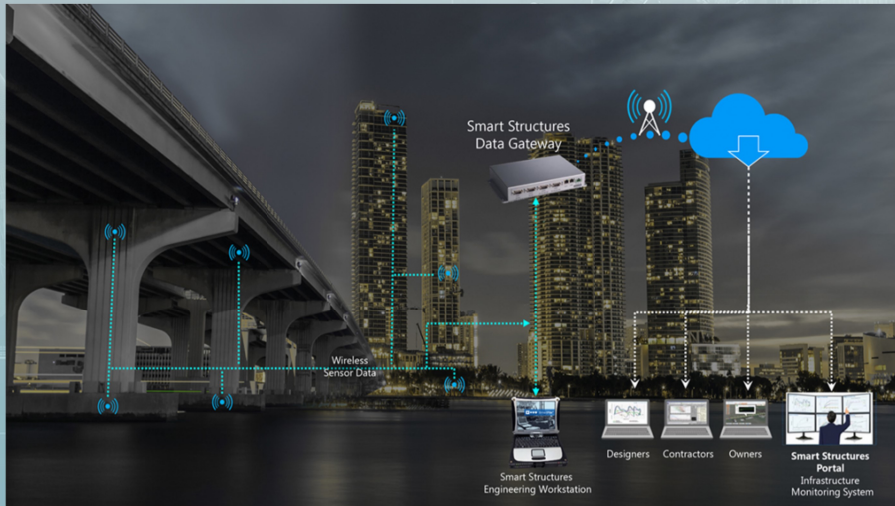 Smart Structures
Data Gateway
Wireless
Sensor Data
Smart Structures
Engineering Workstation
Designers
Contractors
Owners
Smart Structures
Portal
Infrastructure
Monitoring System